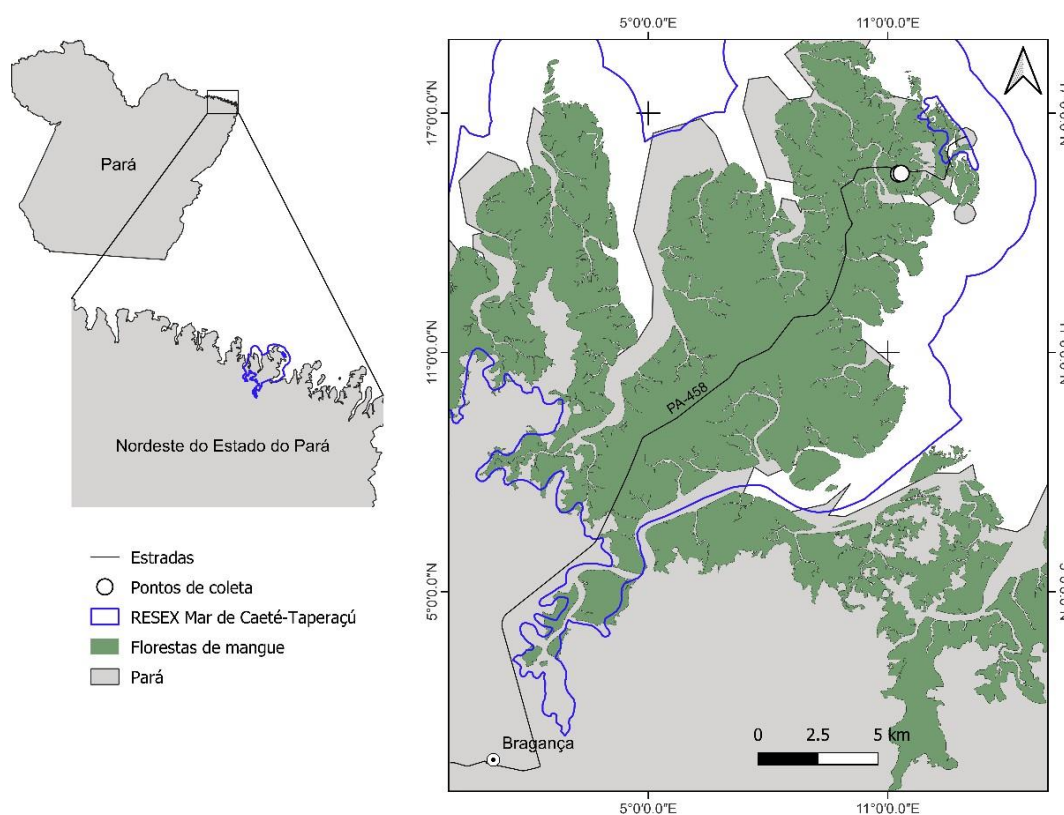 Pará
Nordeste do Estado do Pará
Estradas
Pontos de coleta
RESEX Mar de Caeté-Taperaçú
Florestas de mangue
Pará
5°0'0.0"E
11°0'0.0"E
17°0'0.0"N
11°0'0.0"N
5°0'0.0"N
PA-458
Bragança
0 2.5 5 km
5°0'0.0"E
11°0'0.0"E